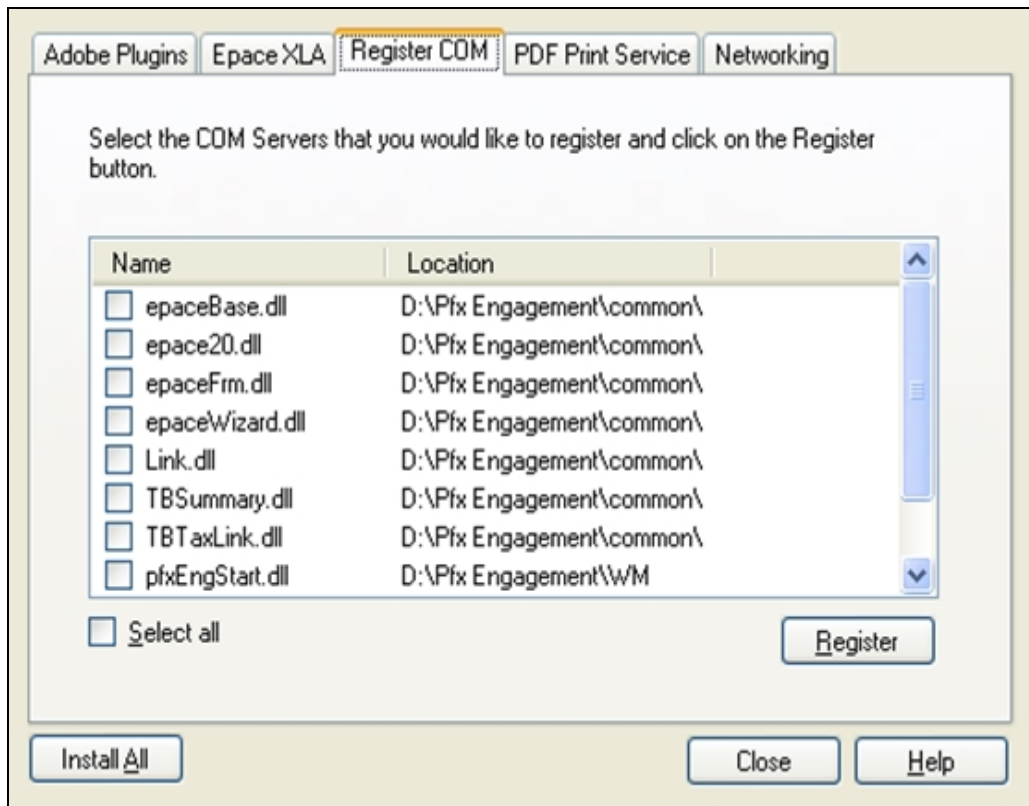 Adobe Plugins Epace XLA Register COM PDF Print Service Networking
Select the COM Servers that you would like to register and click on the Register
button.
Name Location
epaceBase.dll D:\Pfx Engagement\common\
epace20.dll D:\Pfx Engagement\common\
epaceFrm.dll D:\Pfx Engagement\common\
epaceWizard.dll D:\Pfx Engagement\common\
Link.dll D:\Pfx Engagement\common\
TBSummary.dll D:\Pfx Engagement\common\
TBTaxLink.dll D:\Pfx Engagement\common\
pfxEngStart.dll D:\Pfx Engagement\WM
Select all Register
Install All Close Help